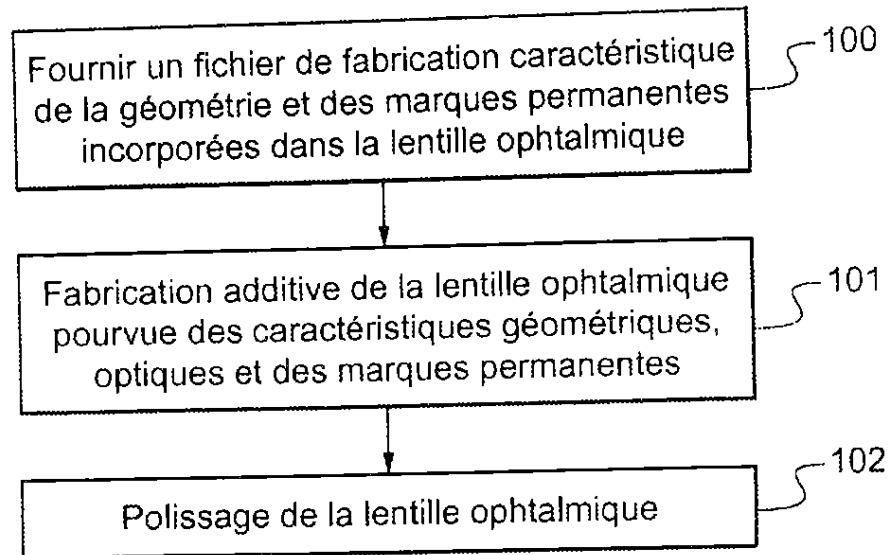 Fournir un fichier de fabrication caractéristique
de la géométrie et des marques permanentes
incorporées dans la lentille ophtalmique
100
Fabrication additive de la lentille ophtalmique
pourvue des caractéristiques géométriques,
optiques et des marques permanentes
101
Polissage de la lentille ophtalmique
102